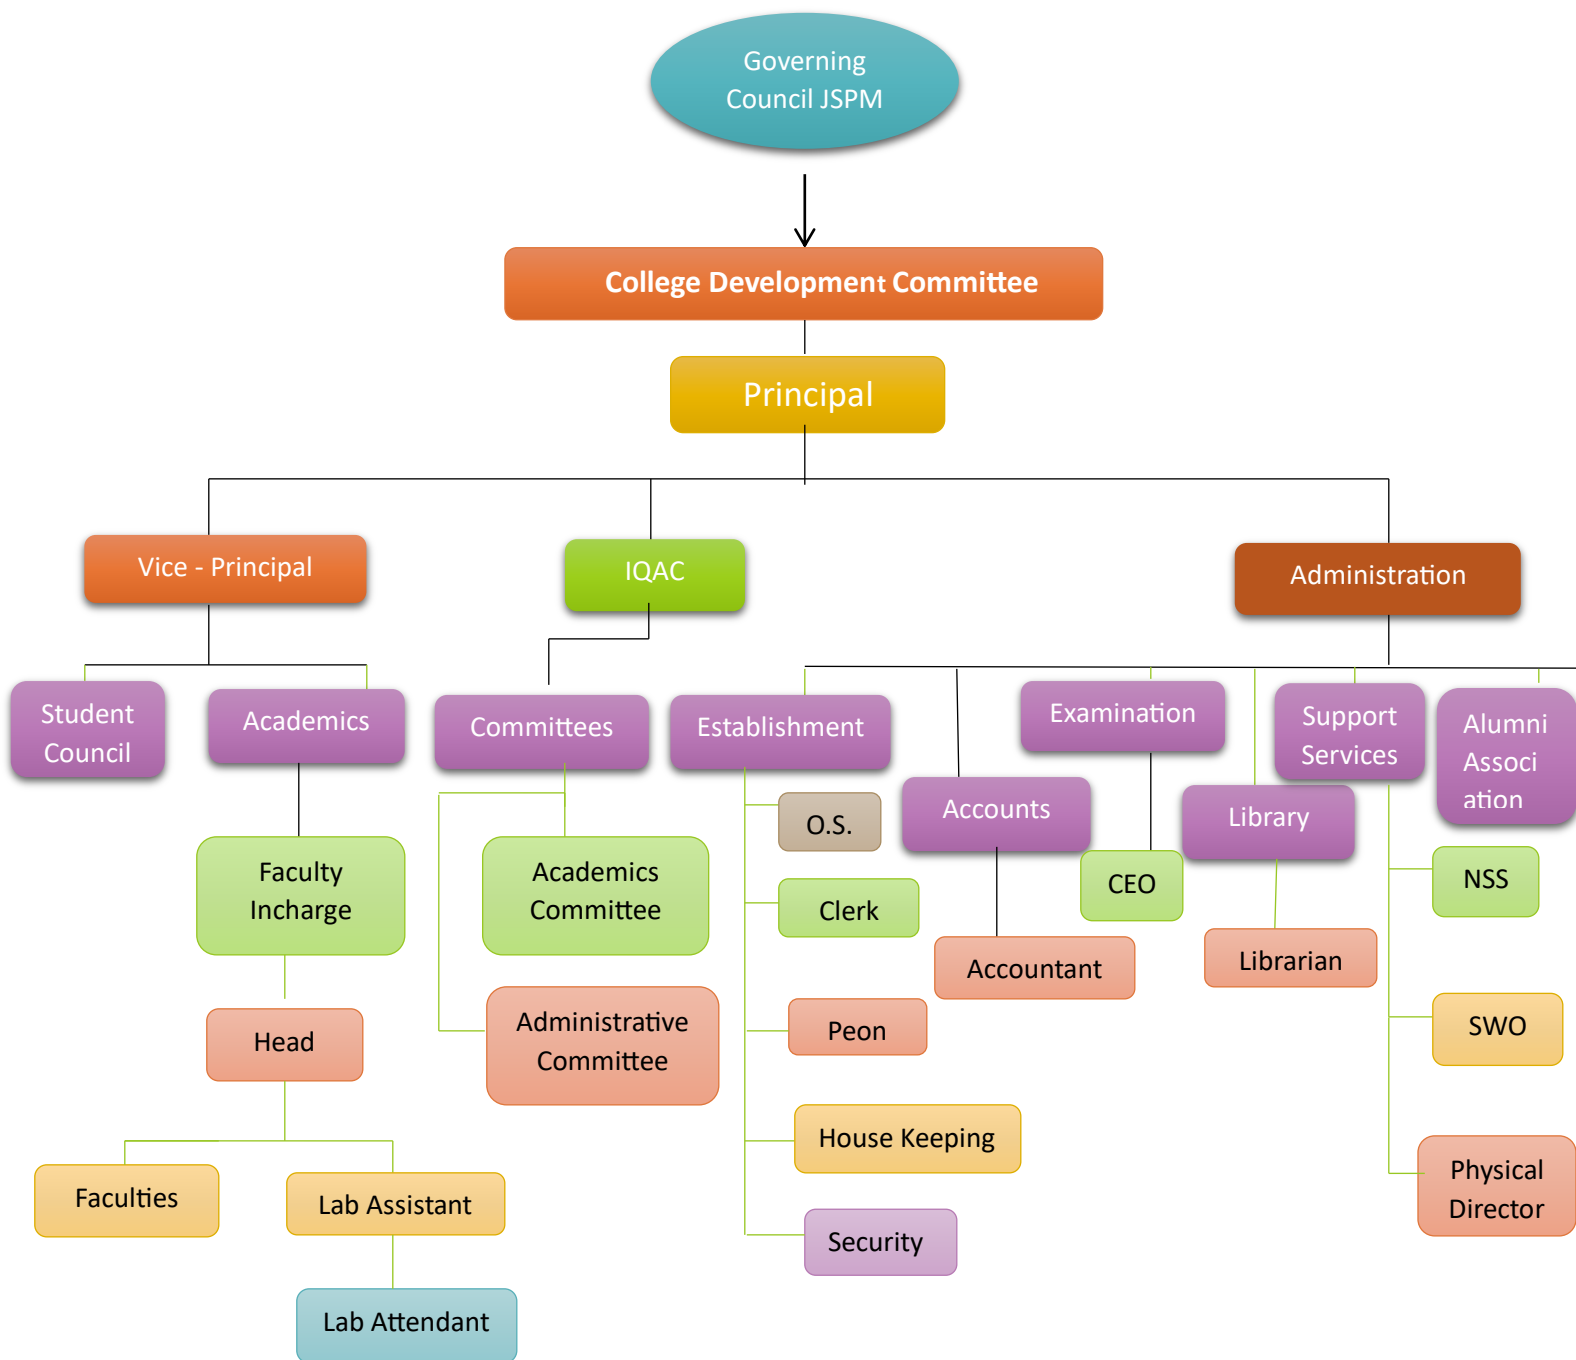 Governing
Council JSPM
College Development Committee
Principal
Vice - Principal
IQAC
Administration
Student
Council
Academics
Committees
Establishment
Examination
Support
Services
Alumni
Associ
ation
Accounts
Library
O.S.
Faculty
Incharge
Academics
Committee
Clerk
CEO
NSS
Accountant
Librarian
Head
Administrative
Committee
Peon
SWO
House Keeping
Faculties
Lab Assistant
Physical
Director
Security
Lab Attendant